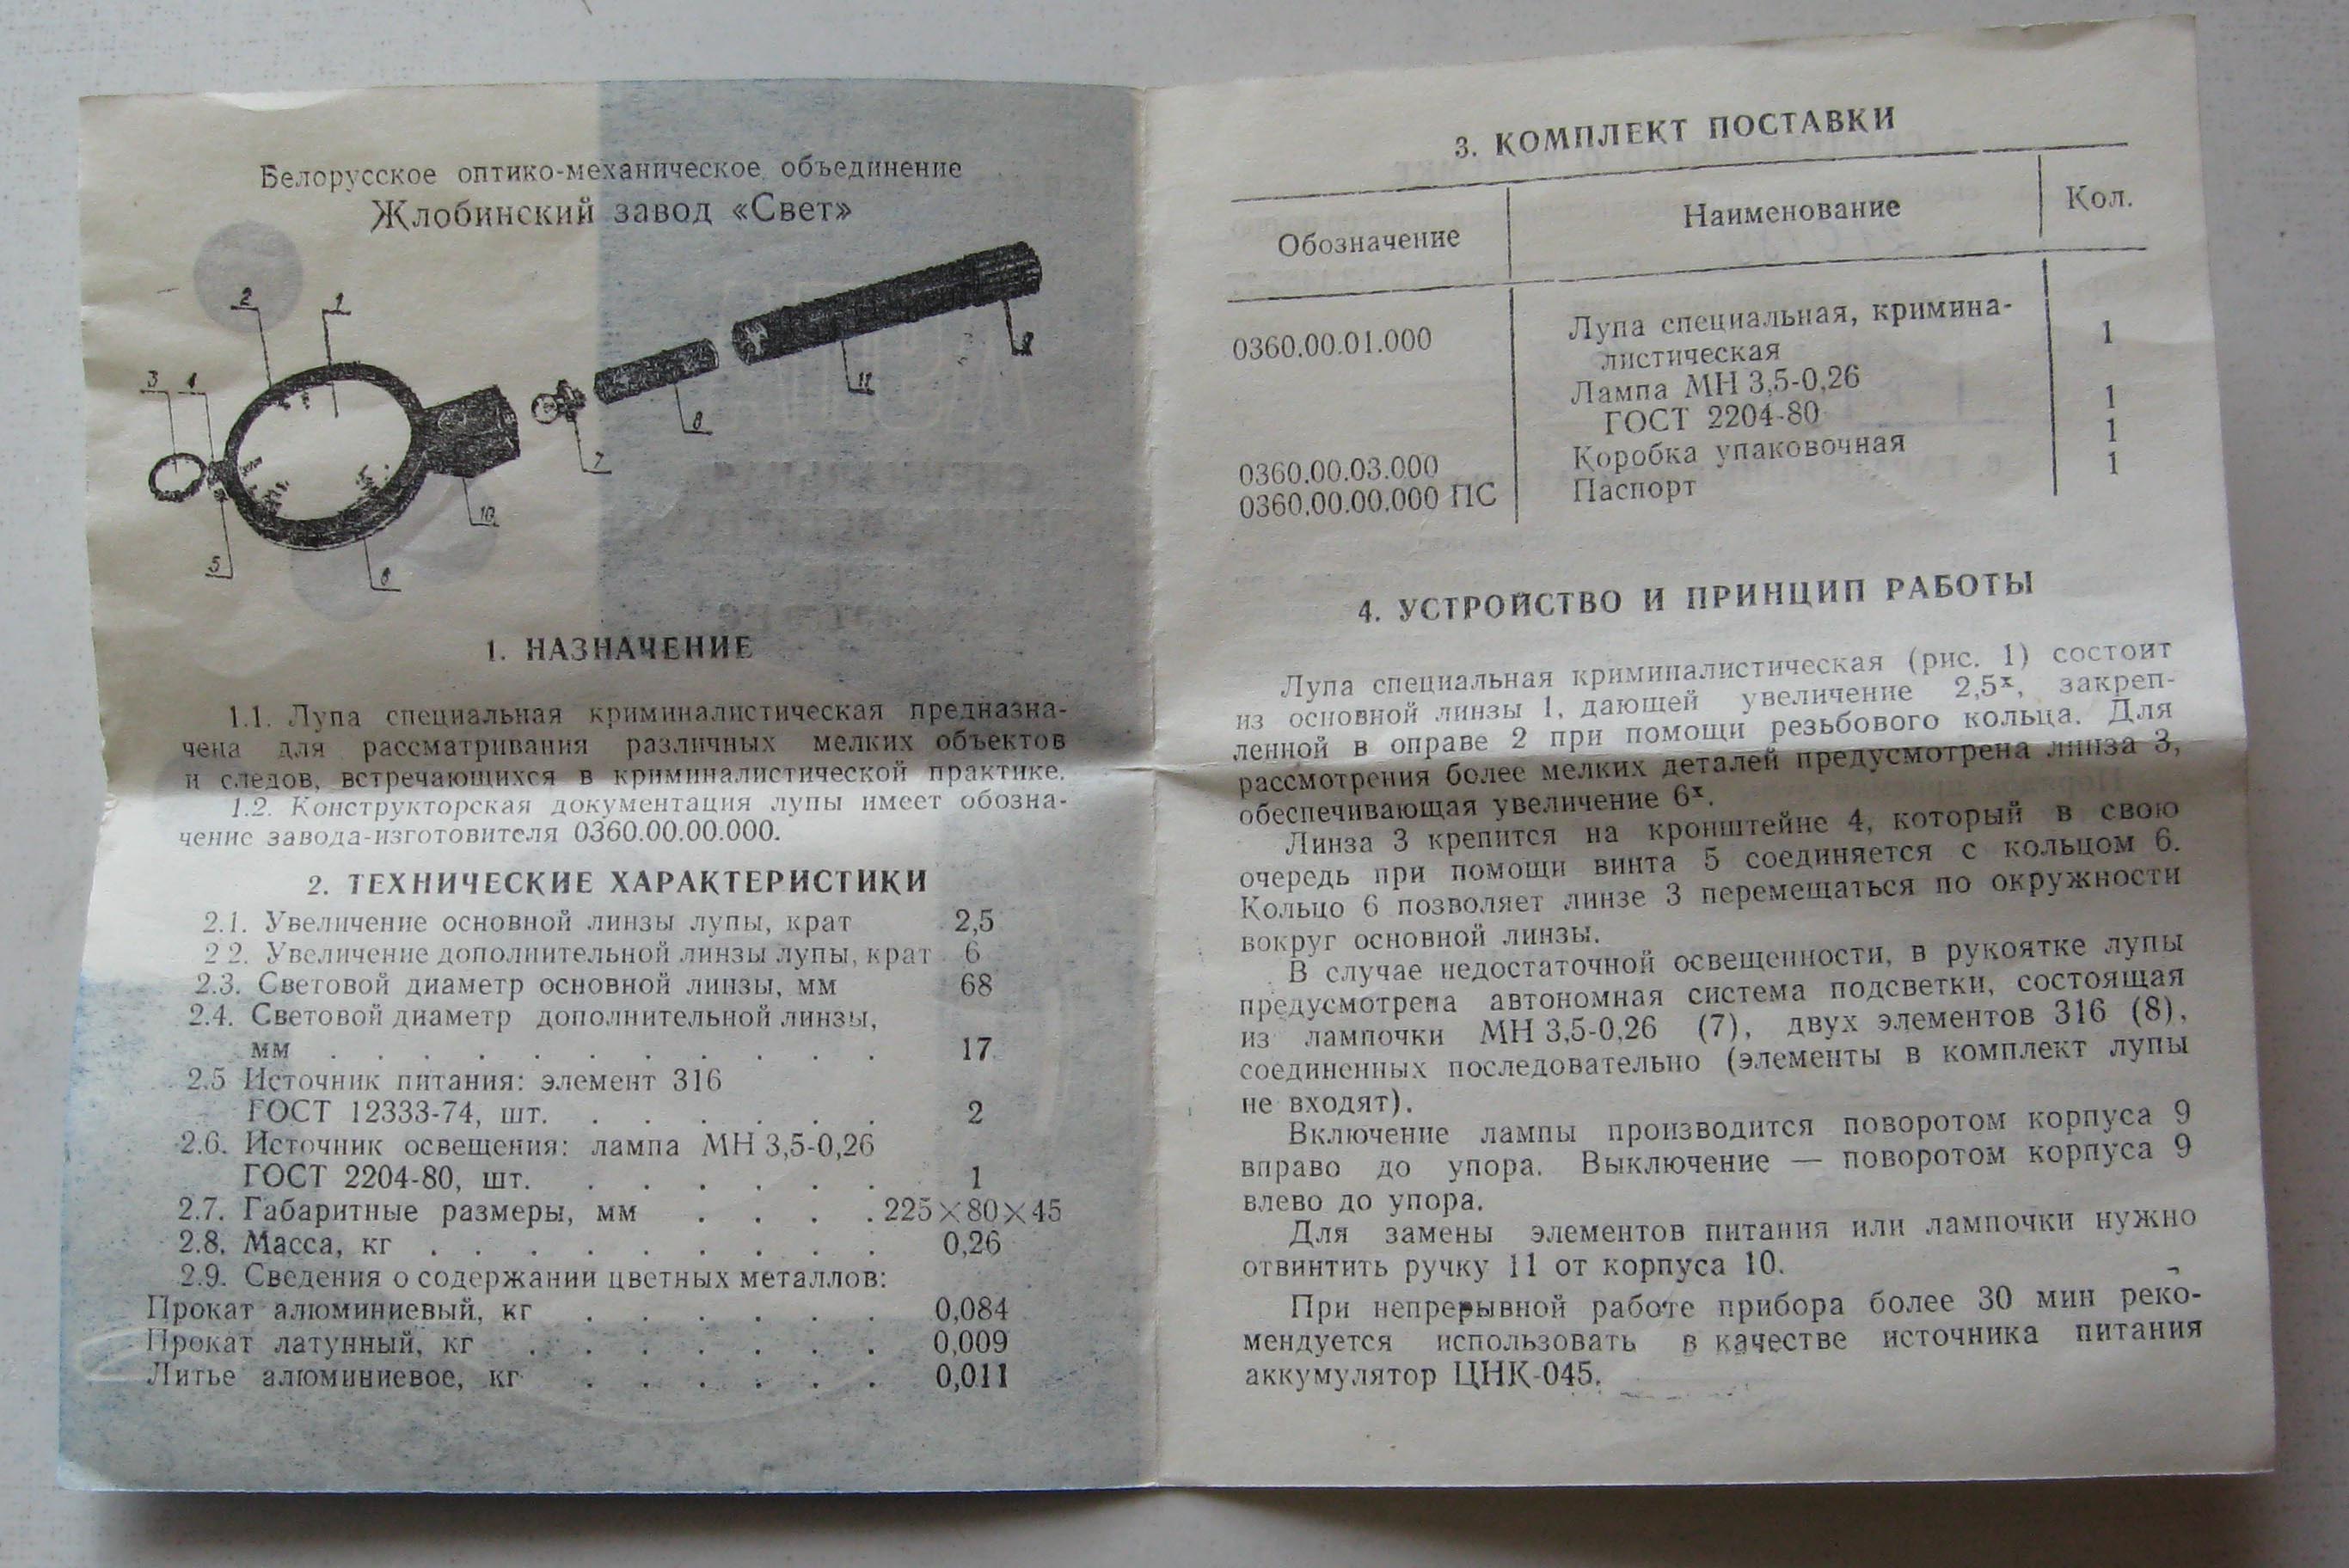 Белорусское оптико-механическое объединение
Жлобинский завод «Свет»
2
1
3
4
5
6
10
7
8
11
9
1. НАЗНАЧЕНИЕ
1.1. Лупа специальная криминалистическая предназна-
чена для рассматривания различных мелких объектов
и следов, встречающихся в криминалистической практике.
1.2. Конструкторская документация лупы имеет обозна-
чение завода-изготовителя 0360.00.00.000.
2. ТЕХНИЧЕСКИЕ ХАРАКТЕРИСТИКИ
2.1. Увеличение основной линзы лупы, крат 2,5
2 2. Увеличение дополнительной линзы лупы, крат 6
2.3. Световой диаметр основной линзы, мм 68
2.4. Световой диаметр дополнительной линзы,
мм . . . . . . . . . . 17
2.5 Источник питания: элемент 316
ГОСТ 12333-74, шт. . . . . . . 2
2.6. Источник освещения: лампа МН 3,5-0,26
ГОСТ 2204-80, шт. . . . . . . 1
2.7. Габаритные размеры, мм . . . . 225×80×45
2.8. Масса, кг . . . . . . . . . 0,26
2.9. Сведения о содержании цветных металлов:
Прокат алюминиевый, кг . . . . . . 0,084
Прокат латунный, кг . . . . . . . 0,009
Литье алюминиевое, кг . . . . . . 0,011
3. КОМПЛЕКТ ПОСТАВКИ
Обозначение Наименование Кол.
0360.00.01.000 Лупа специальная, кримина-
листическая 1
Лампа МН 3,5-0,26
ГОСТ 2204-80 1
0360.00.03.000 Коробка упаковочная 1
0360.00.00.000 ПС Паспорт 1
4. УСТРОЙСТВО И ПРИНЦИП РАБОТЫ
Лупа специальная криминалистическая (рис. 1) состоит
из основной линзы 1, дающей увеличение 2,5ˣ, закреп-
ленной в оправе 2 при помощи резьбового кольца. Для
рассмотрения более мелких деталей предусмотрена линза 3,
обеспечивающая увеличение 6ˣ.
Линза 3 крепится на кронштейне 4, который в свою
очередь при помощи винта 5 соединяется с кольцом 6.
Кольцо 6 позволяет линзе 3 перемещаться по окружности
вокруг основной линзы.
В случае недостаточной освещенности, в рукоятке лупы
предусмотрена автономная система подсветки, состоящая
из лампочки МН 3,5-0,26 (7), двух элементов 316 (8),
соединенных последовательно (элементы в комплект лупы
не входят).
Включение лампы производится поворотом корпуса 9
вправо до упора. Выключение — поворотом корпуса 9
влево до упора.
Для замены элементов питания или лампочки нужно
отвинтить ручку 11 от корпуса 10.
При непрерывной работе прибора более 30 мин реко-
мендуется использовать в качестве источника питания
аккумулятор ЦНК-045.